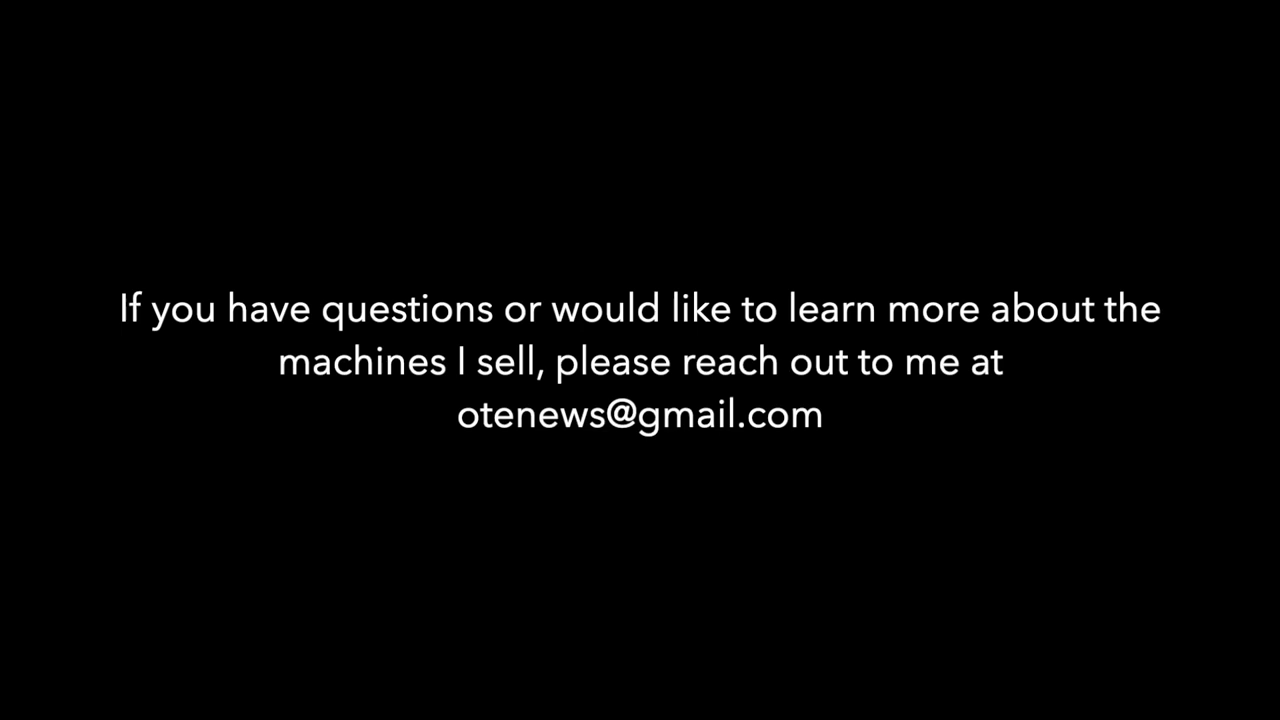 If you have questions or would like to learn more about the
machines I sell, please reach out to me at
otenews@gmail.com